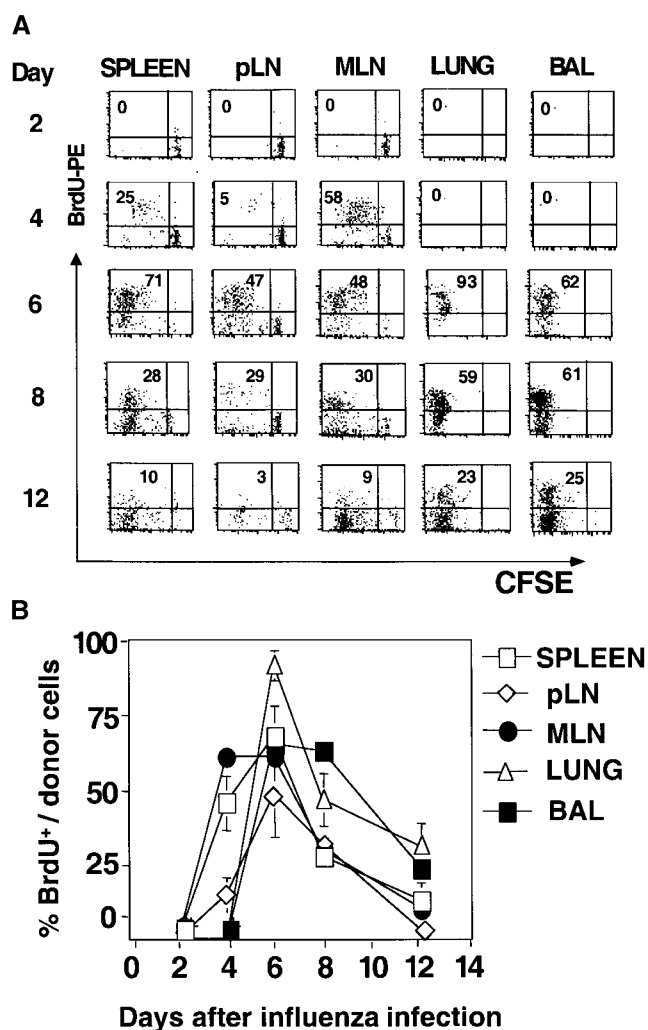 A
Day SPLEEN pLN MLN LUNG BAL
2 0 0 0 0 0
4 25 5 58 0 0
6 71 47 48 93 62
8 28 29 30 59 61
12 10 3 9 23 25
BrdU-PE
CFSE
B
100
75
50
25
0
% BrdU+ / donor cells
0 2 4 6 8 10 12 14
Days after influenza infection
SPLEEN
pLN
MLN
LUNG
BAL